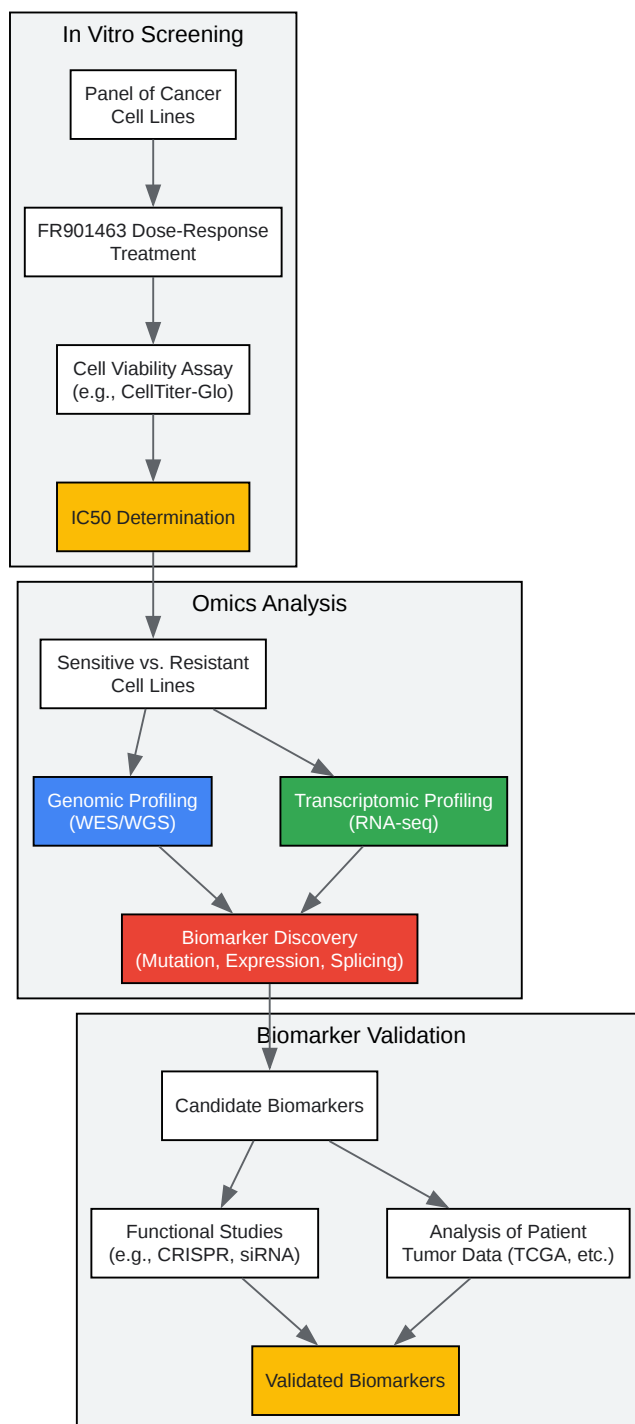 In Vitro Screening
Panel of Cancer
Cell Lines
FR901463 Dose-Response
Treatment
Cell Viability Assay
(e.g., CellTiter-Glo)
IC50 Determination
Omics Analysis
Sensitive vs. Resistant
Cell Lines
Genomic Profiling
(WES/WGS)
Transcriptomic Profiling
(RNA-seq)
Biomarker Discovery
(Mutation, Expression, Splicing)
Biomarker Validation
Candidate Biomarkers
Functional Studies
(e.g., CRISPR, siRNA)
Analysis of Patient
Tumor Data (TCGA, etc.)
Validated Biomarkers